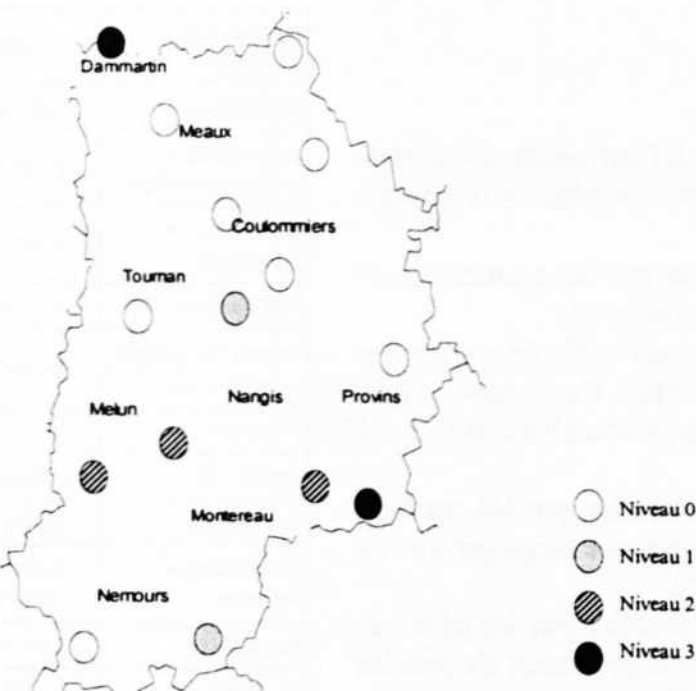 Dammartin
Meaux
Coulommiers
Tournan
Melun
Nangis
Provins
Montereau
Nemours
Niveau 0
Niveau 1
Niveau 2
Niveau 3